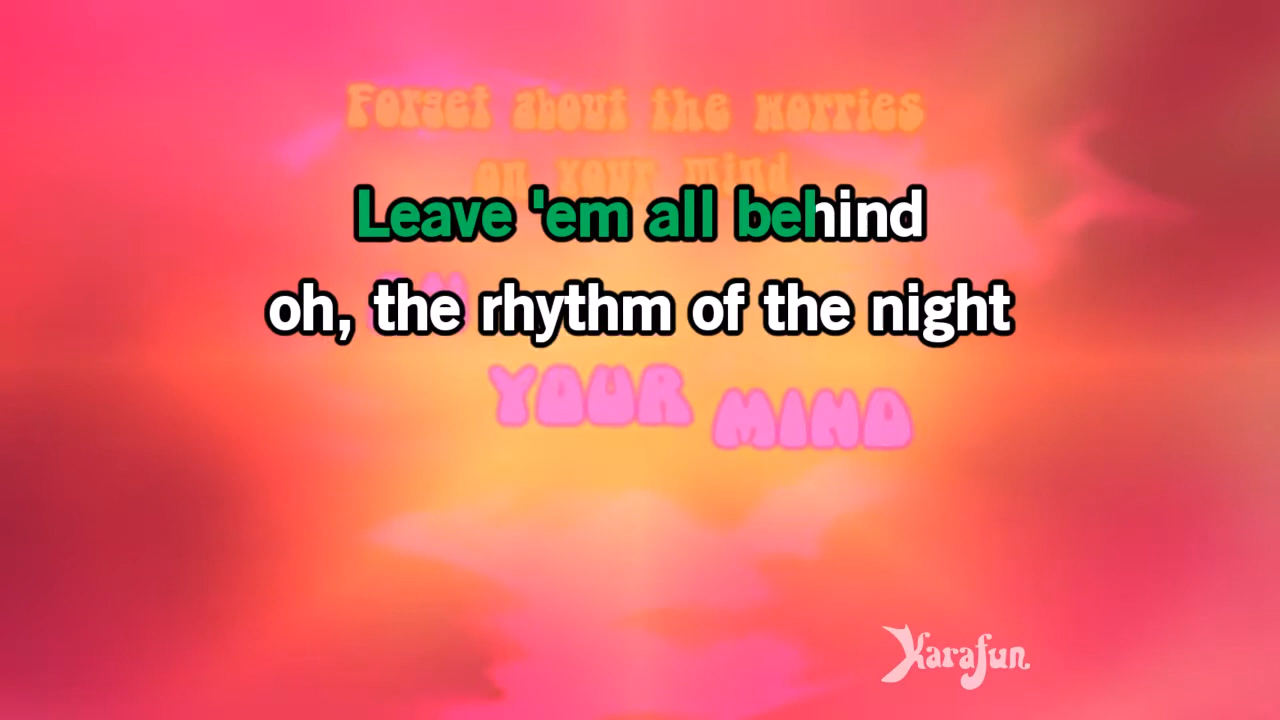 Forget about the worries
on your mind
Leave 'em all behind
oh, the rhythm of the night
YOUR MIND
Karafun